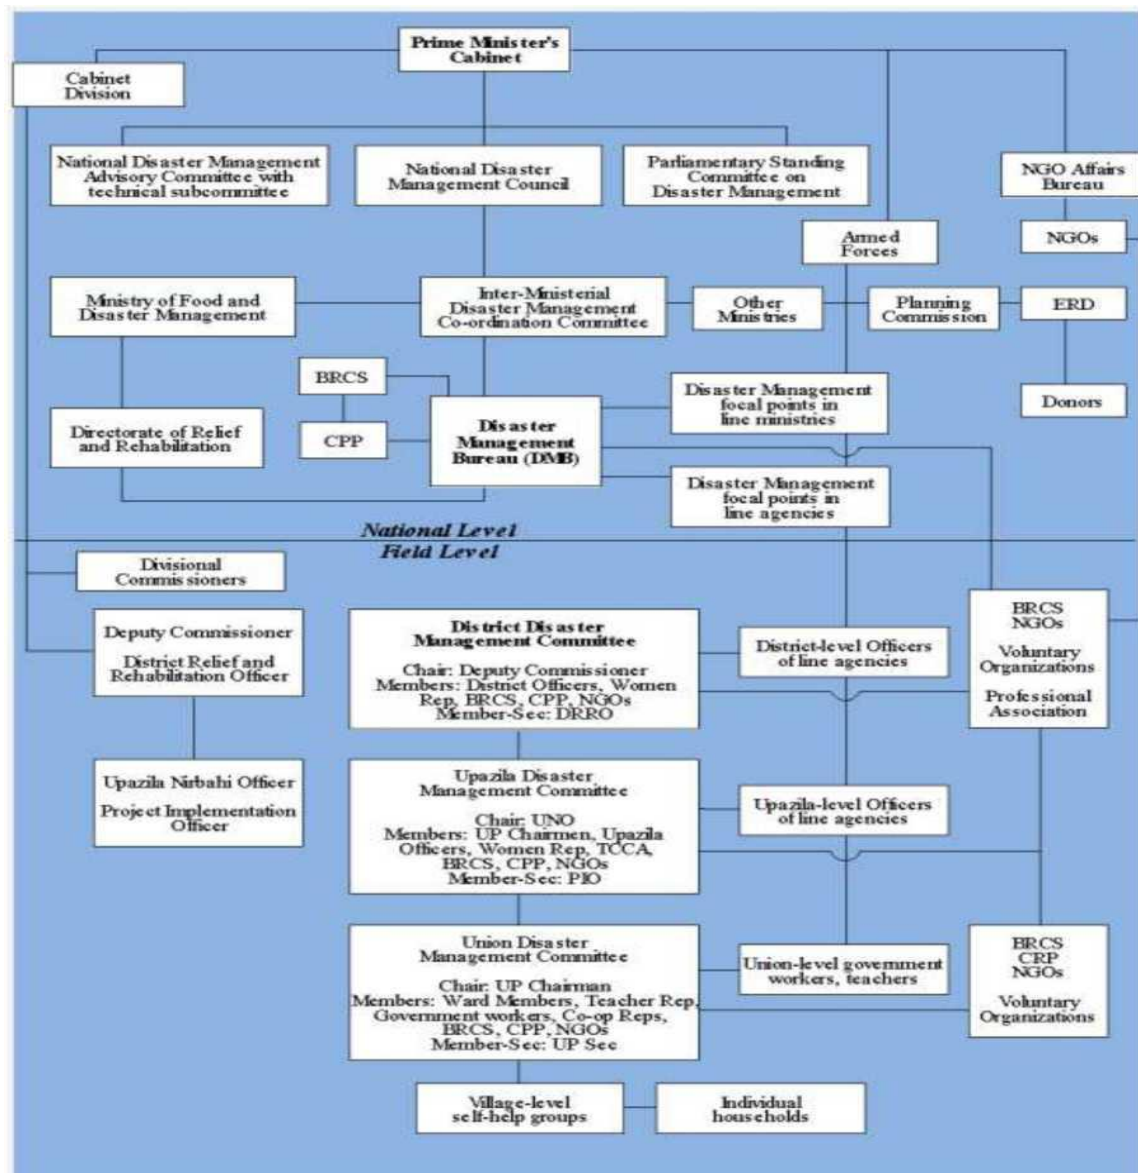 Prime Minister's
Cabinet
Cabinet
Division
National Disaster Management
Advisory Committee with
technical subcommittee
National Disaster
Management Council
Parliamentary Standing
Committee on
Disaster Management
NGO Affairs
Bureau
Armed
Forces
NGOs
Ministry of Food and
Disaster Management
Inter-Ministerial
Disaster Management
Co-ordination Committee
Other
Ministries
Planning
Commission
ERD
BRCS
Disaster Management
focal points in
line ministries
Donors
Directorate of Relief
and Rehabilitation
CPP
Disaster
Management
Bureau (DMB)
Disaster Management
focal points in
line agencies
National Level
Field Level
Divisional
Commissioners
Deputy Commissioner
District Relief and
Rehabilitation Officer
District Disaster
Management Committee
Chair: Deputy Commissioner
Members: District Officers, Women
Rep, BRCS, CPP, NGOs
Member-Sec: DRRO
District-level Officers
of line agencies
BRCS
NGOs
Voluntary
Organizations
Professional
Association
Upazila Nirbahi Officer
Project Implementation
Officer
Upazila Disaster
Management Committee
Chair: UNO
Members: UP Chairmen, Upazila
Officers, Women Rep, TCCA,
BRCS, CPP, NGOs
Member-Sec: PIO
Upazila-level Officers
of line agencies
Union Disaster
Management Committee
Chair: UP Chairman
Members: Ward Members, Teacher Rep,
Government workers, Co-op Reps,
BRCS, CPP, NGOs
Member-Sec: UP Sec
Union-level government
workers, teachers
BRCS
CRP
NGOs
Voluntary
Organizations
Village-level
self-help groups
Individual
households